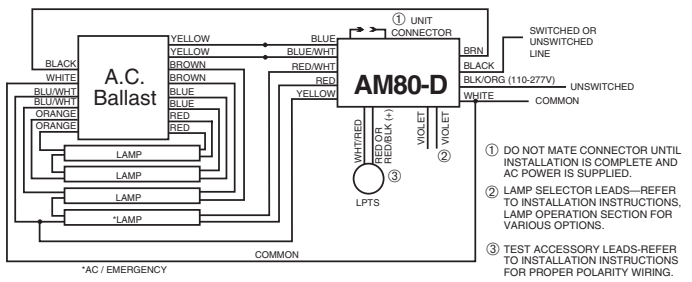 ① UNIT CONNECTOR
YELLOW
YELLOW
BLUE
BLUE/WHT
RED/WHT
RED
YELLOW
BRN
BLACK
BLK/ORG (110-277V)
WHITE
SWITCHED OR
UNSWITCHED
LINE
UNSWITCHED
COMMON
BLACK
WHITE
BLU/WHT
BLU/WHT
ORANGE
ORANGE
A.C.
Ballast
BROWN
BROWN
BLUE
BLUE
RED
RED
AM80-D
WHT/RED
RED OR
RED/BLK (+)
VIOLET
VIOLET
②
③
LPTS
LAMP
LAMP
LAMP
*LAMP
COMMON
*AC / EMERGENCY
① DO NOT MATE CONNECTOR UNTIL
INSTALLATION IS COMPLETE AND
AC POWER IS SUPPLIED.
② LAMP SELECTOR LEADS—REFER
TO INSTALLATION INSTRUCTIONS,
LAMP OPERATION SECTION FOR
VARIOUS OPTIONS.
③ TEST ACCESSORY LEADS-REFER
TO INSTALLATION INSTRUCTIONS
FOR PROPER POLARITY WIRING.